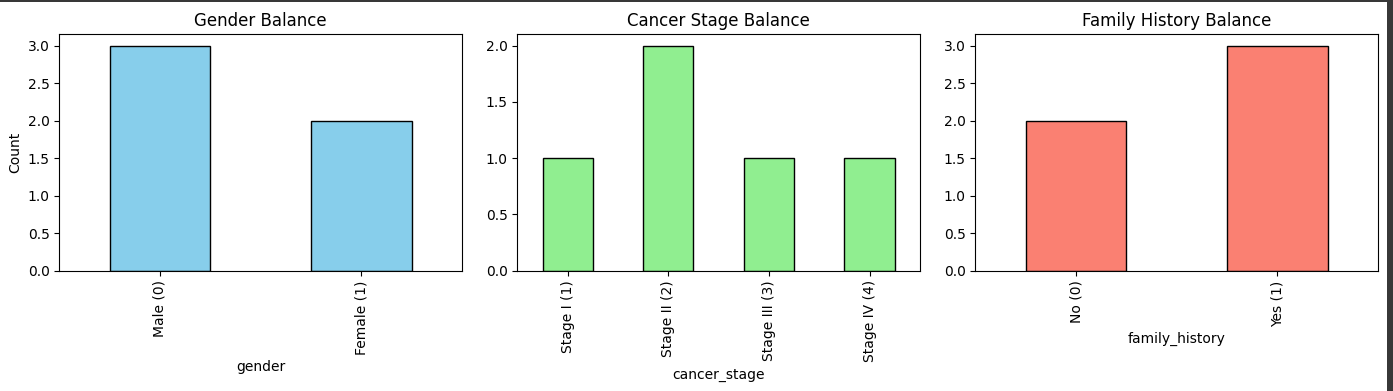 Gender Balance
3.0
2.5
2.0
1.5
1.0
0.5
0.0
Count
Male (0)
Female (1)
gender
Cancer Stage Balance
2.0
1.5
1.0
0.5
0.0
Stage I (1)
Stage II (2)
Stage III (3)
Stage IV (4)
cancer_stage
Family History Balance
3.0
2.5
2.0
1.5
1.0
0.5
0.0
No (0)
Yes (1)
family_history